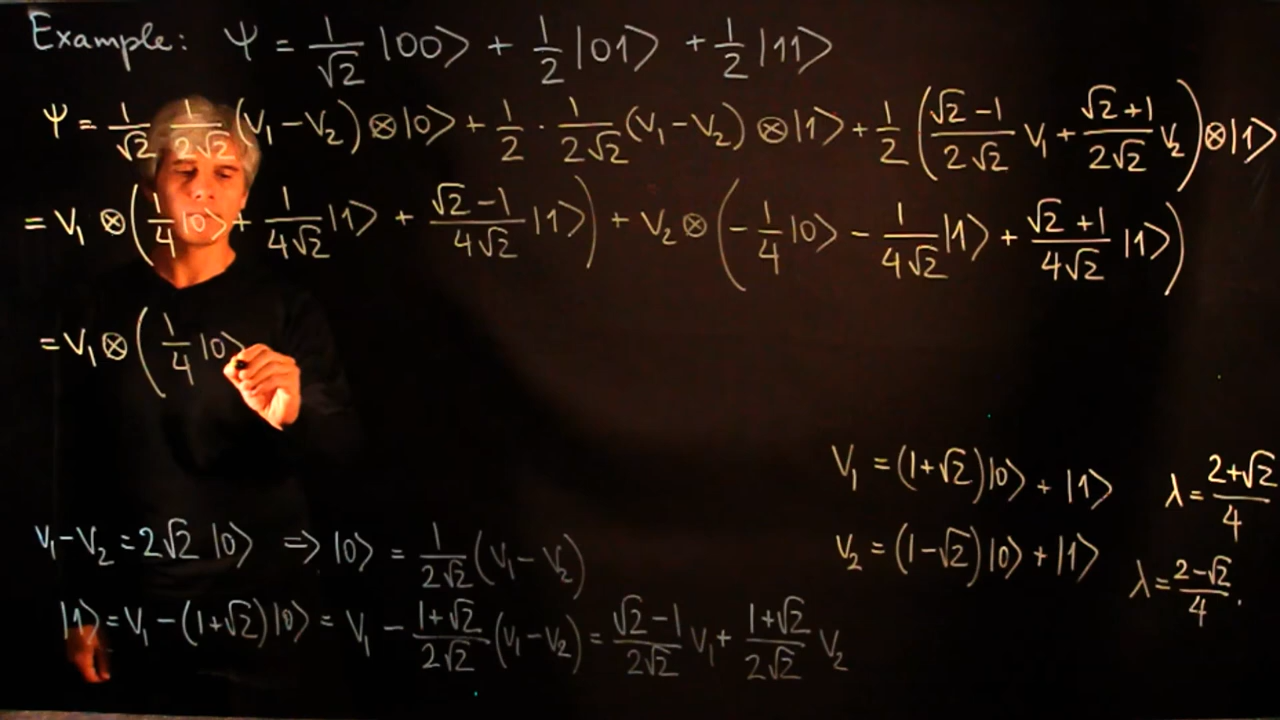 Example: Ψ = 1/√2 |00> + 1/2 |01> + 1/2 |11>
Ψ = 1/√2 1/2√2 (V₁ − V₂) ⊗ |0> + 1/2 · 1/2√2 (V₁ − V₂) ⊗ |1> + 1/2 (√2 − 1/2√2 V₁ + √2 + 1/2√2 V₂) ⊗ |1>
= V₁ ⊗ (1/4 |0> + 1/4√2 |1> + √2 − 1/4√2 |1>) + V₂ ⊗ (− 1/4 |0> − 1/4√2 |1> + √2 + 1/4√2 |1>)
= V₁ ⊗ (1/4 |0>
V₁ = (1+√2)|0> + |1> λ = 2+√2/4
V₂ = (1−√2)|0> + |1> λ = 2−√2/4.
V₁ − V₂ = 2√2 |0> => |0> = 1/2√2 (V₁ − V₂)
|1> = V₁ − (1+√2)|0> = V₁ − 1+√2/2√2 (V₁ − V₂) = √2 − 1/2√2 V₁ + 1+√2/2√2 V₂